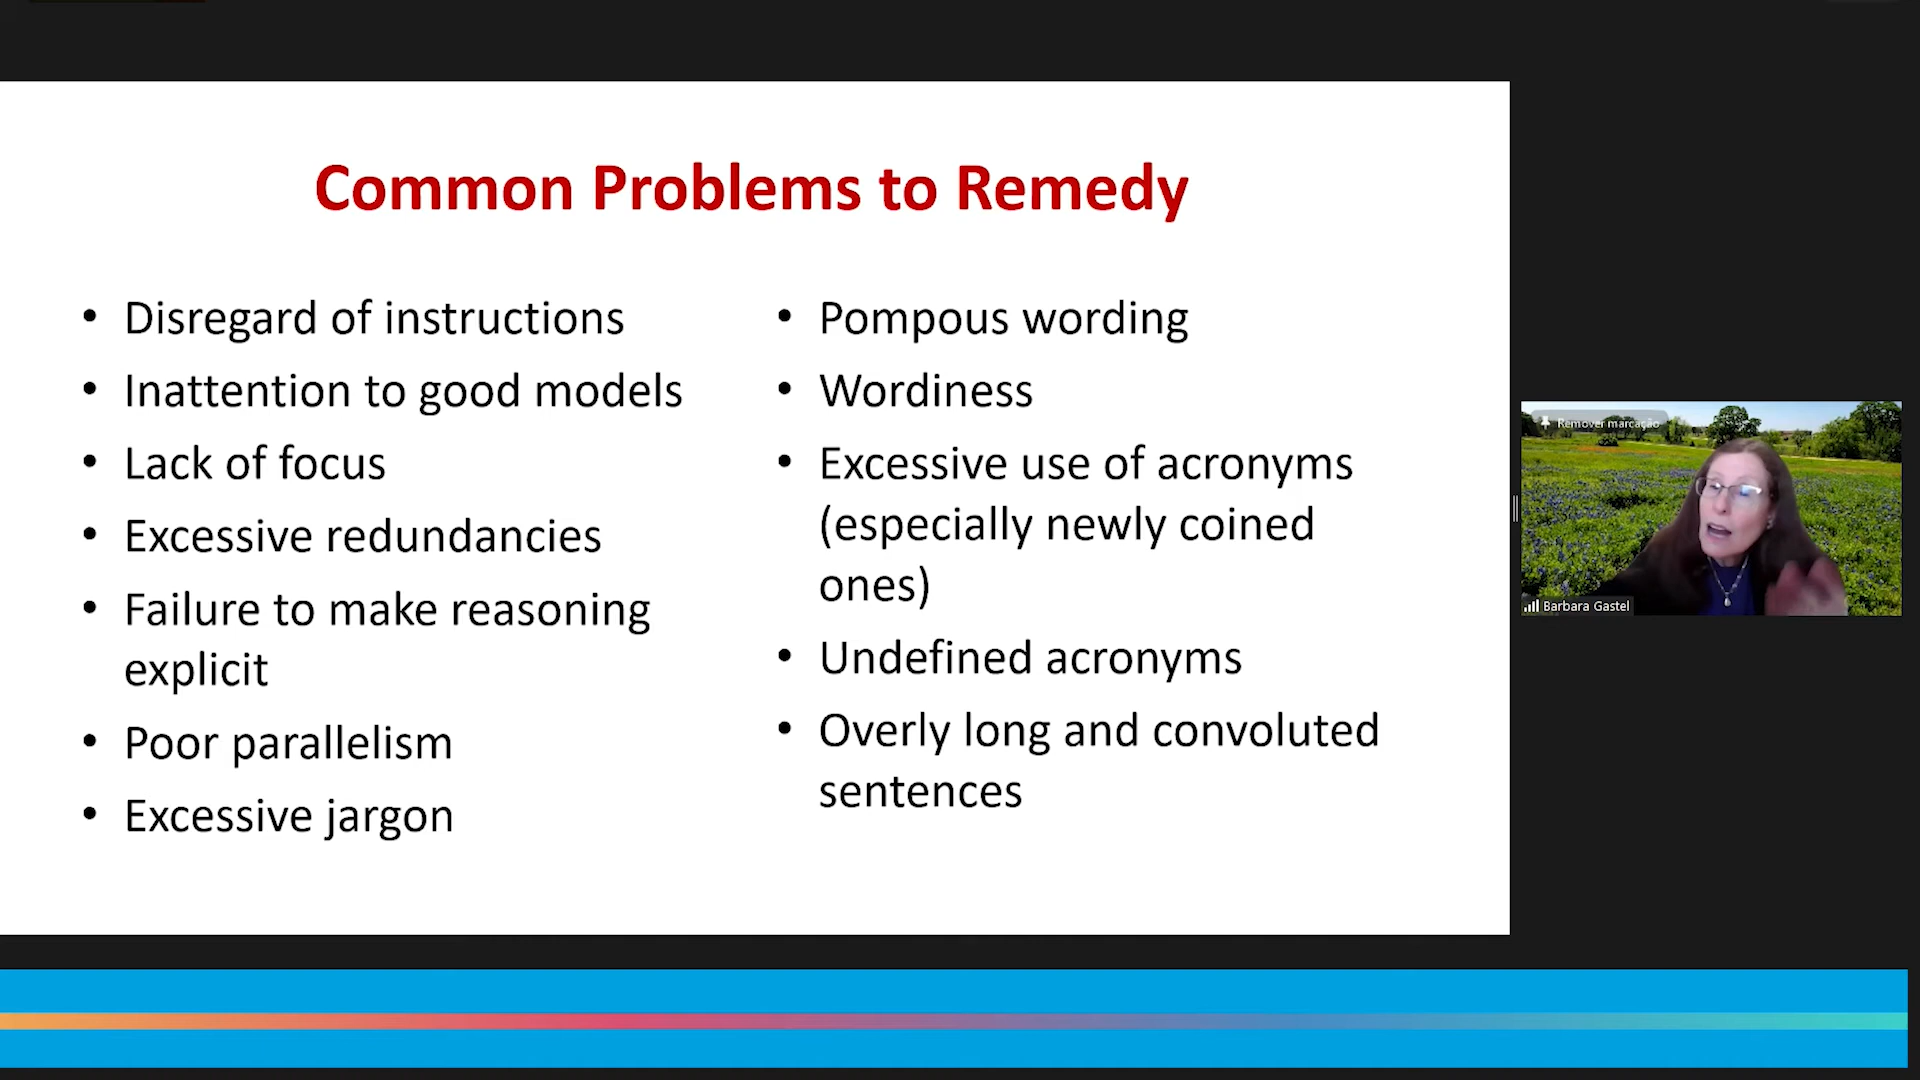 Common Problems to Remedy
• Disregard of instructions
• Inattention to good models
• Lack of focus
• Excessive redundancies
• Failure to make reasoning
explicit
• Poor parallelism
• Excessive jargon
• Pompous wording
• Wordiness
• Excessive use of acronyms
(especially newly coined
ones)
• Undefined acronyms
• Overly long and convoluted
sentences
Remover marcação
Barbara Gastel